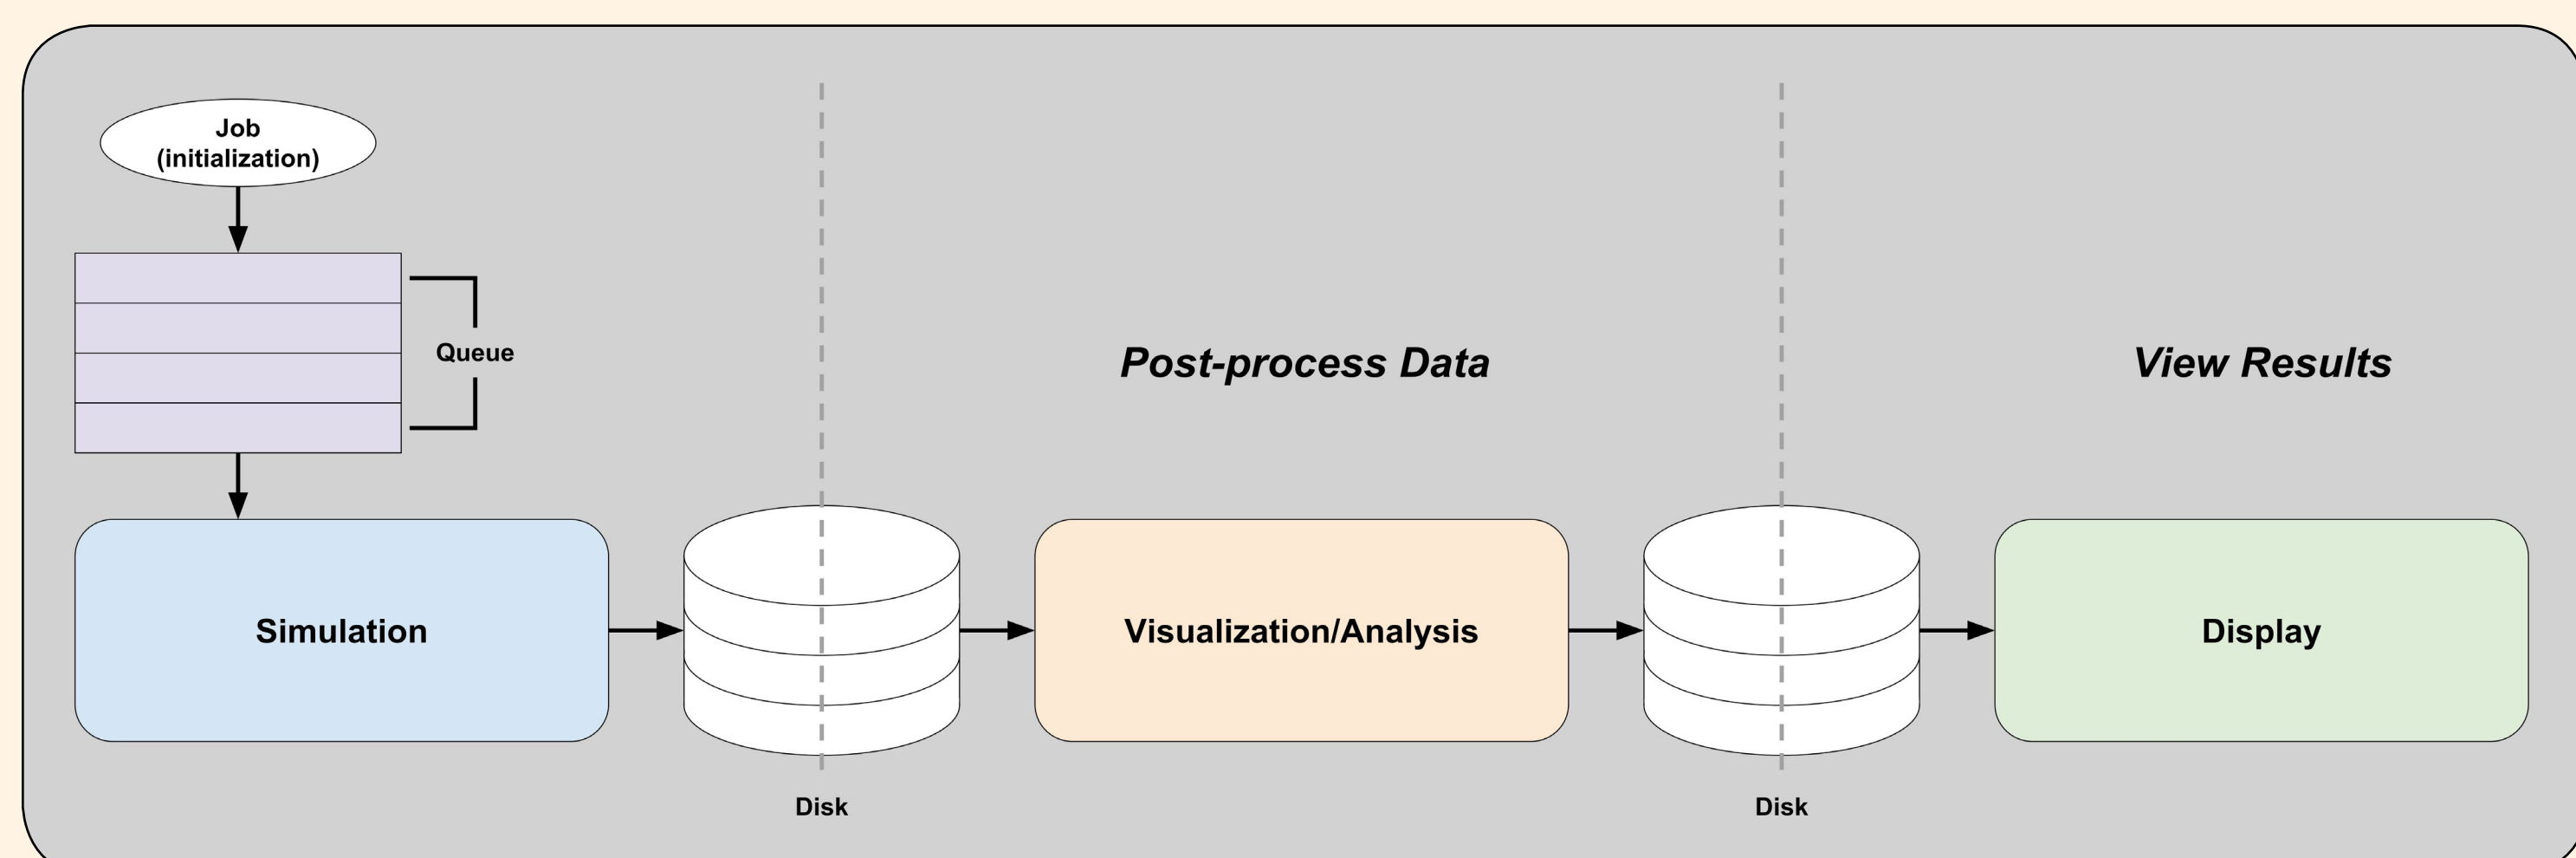 Job
(initialization)
Queue
Post-process Data
View Results
Simulation
Visualization/Analysis
Display
Disk
Disk